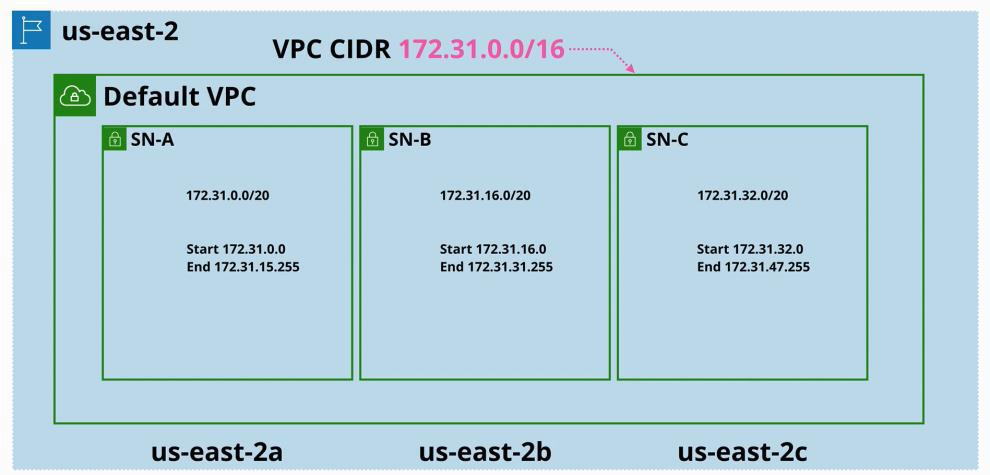 us-east-2
VPC CIDR 172.31.0.0/16
Default VPC
SN-A
172.31.0.0/20
Start 172.31.0.0
End 172.31.15.255
SN-B
172.31.16.0/20
Start 172.31.16.0
End 172.31.31.255
SN-C
172.31.32.0/20
Start 172.31.32.0
End 172.31.47.255
us-east-2a
us-east-2b
us-east-2c